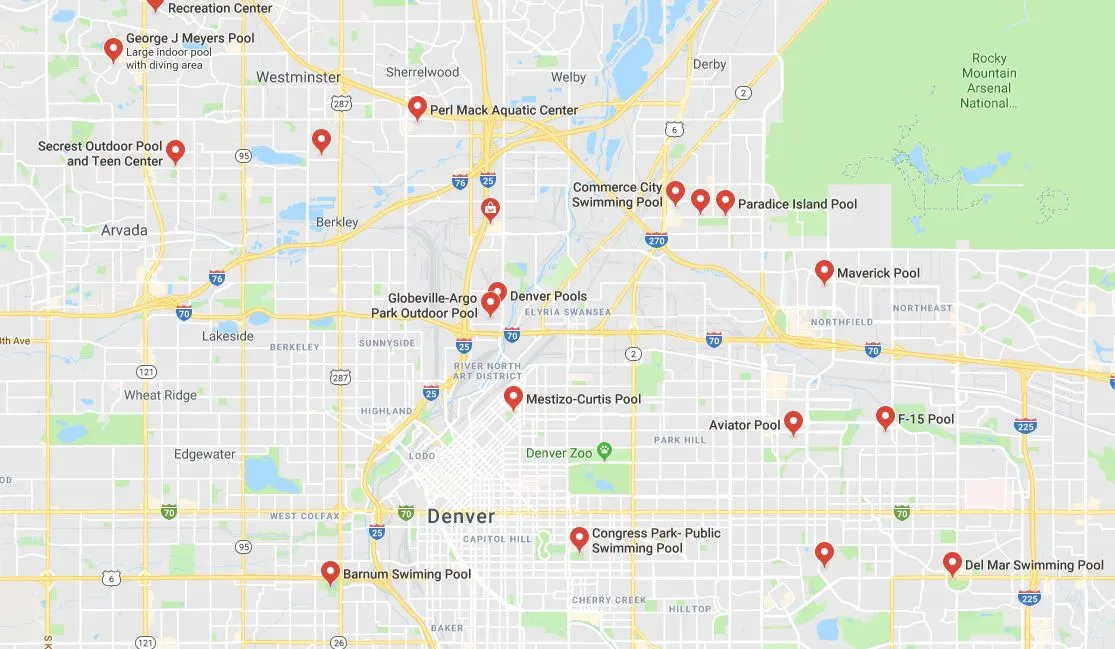 Recreation Center
George J Meyers Pool
Large indoor pool
with diving area
Westminster
Sherrelwood
Welby
Derby
Rocky
Mountain
Arsenal
National...
287
2
Perl Mack Aquatic Center
6
Secrest Outdoor Pool
and Teen Center
95
76
25
Commerce City
Swimming Pool
Paradice Island Pool
Berkley
Arvada
270
76
Maverick Pool
Globeville-Argo
Park Outdoor Pool
Denver Pools
70
ELYRIA SWANSEA
NORTHEAST
NORTHFIELD
Lakeside
70
8th Ave
BERKELEY
SUNNYSIDE
25
70
2
70
RIVER NORTH
ART DISTRICT
121
287
25
Wheat Ridge
Mestizo-Curtis Pool
HIGHLAND
Aviator Pool
F-15 Pool
225
PARK HILL
Edgewater
LODO
Denver Zoo
OD
70
WEST COLFAX
70
Denver
70
25
CAPITOL HILL
Congress Park- Public
Swimming Pool
95
6
Barnum Swiming Pool
Del Mar Swimming Pool
CHERRY CREEK
HILLTOP
225
BAKER
121
26
S K